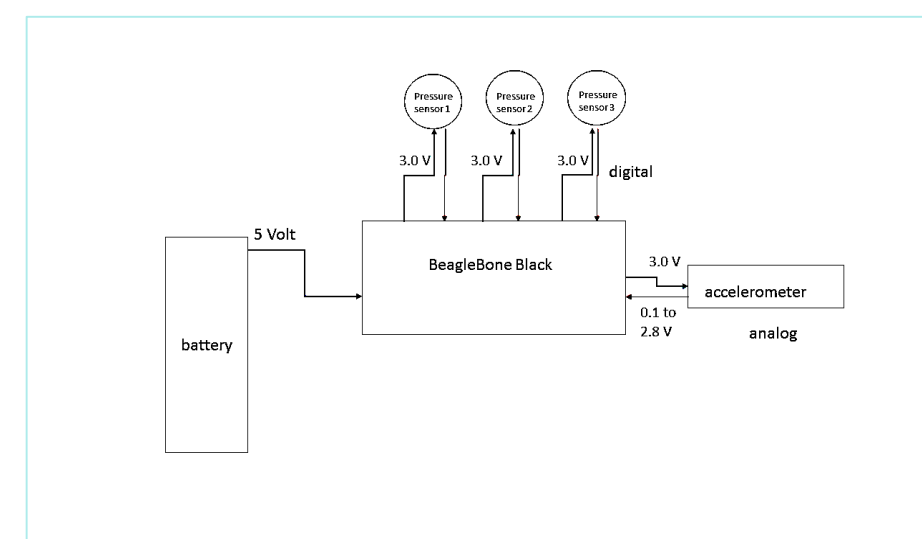 Pressure
sensor1
Pressure
sensor2
Pressure
sensor3
3.0 V
3.0 V
3.0 V
digital
5 Volt
BeagleBone Black
3.0 V
accelerometer
0.1 to
2.8 V
analog
battery